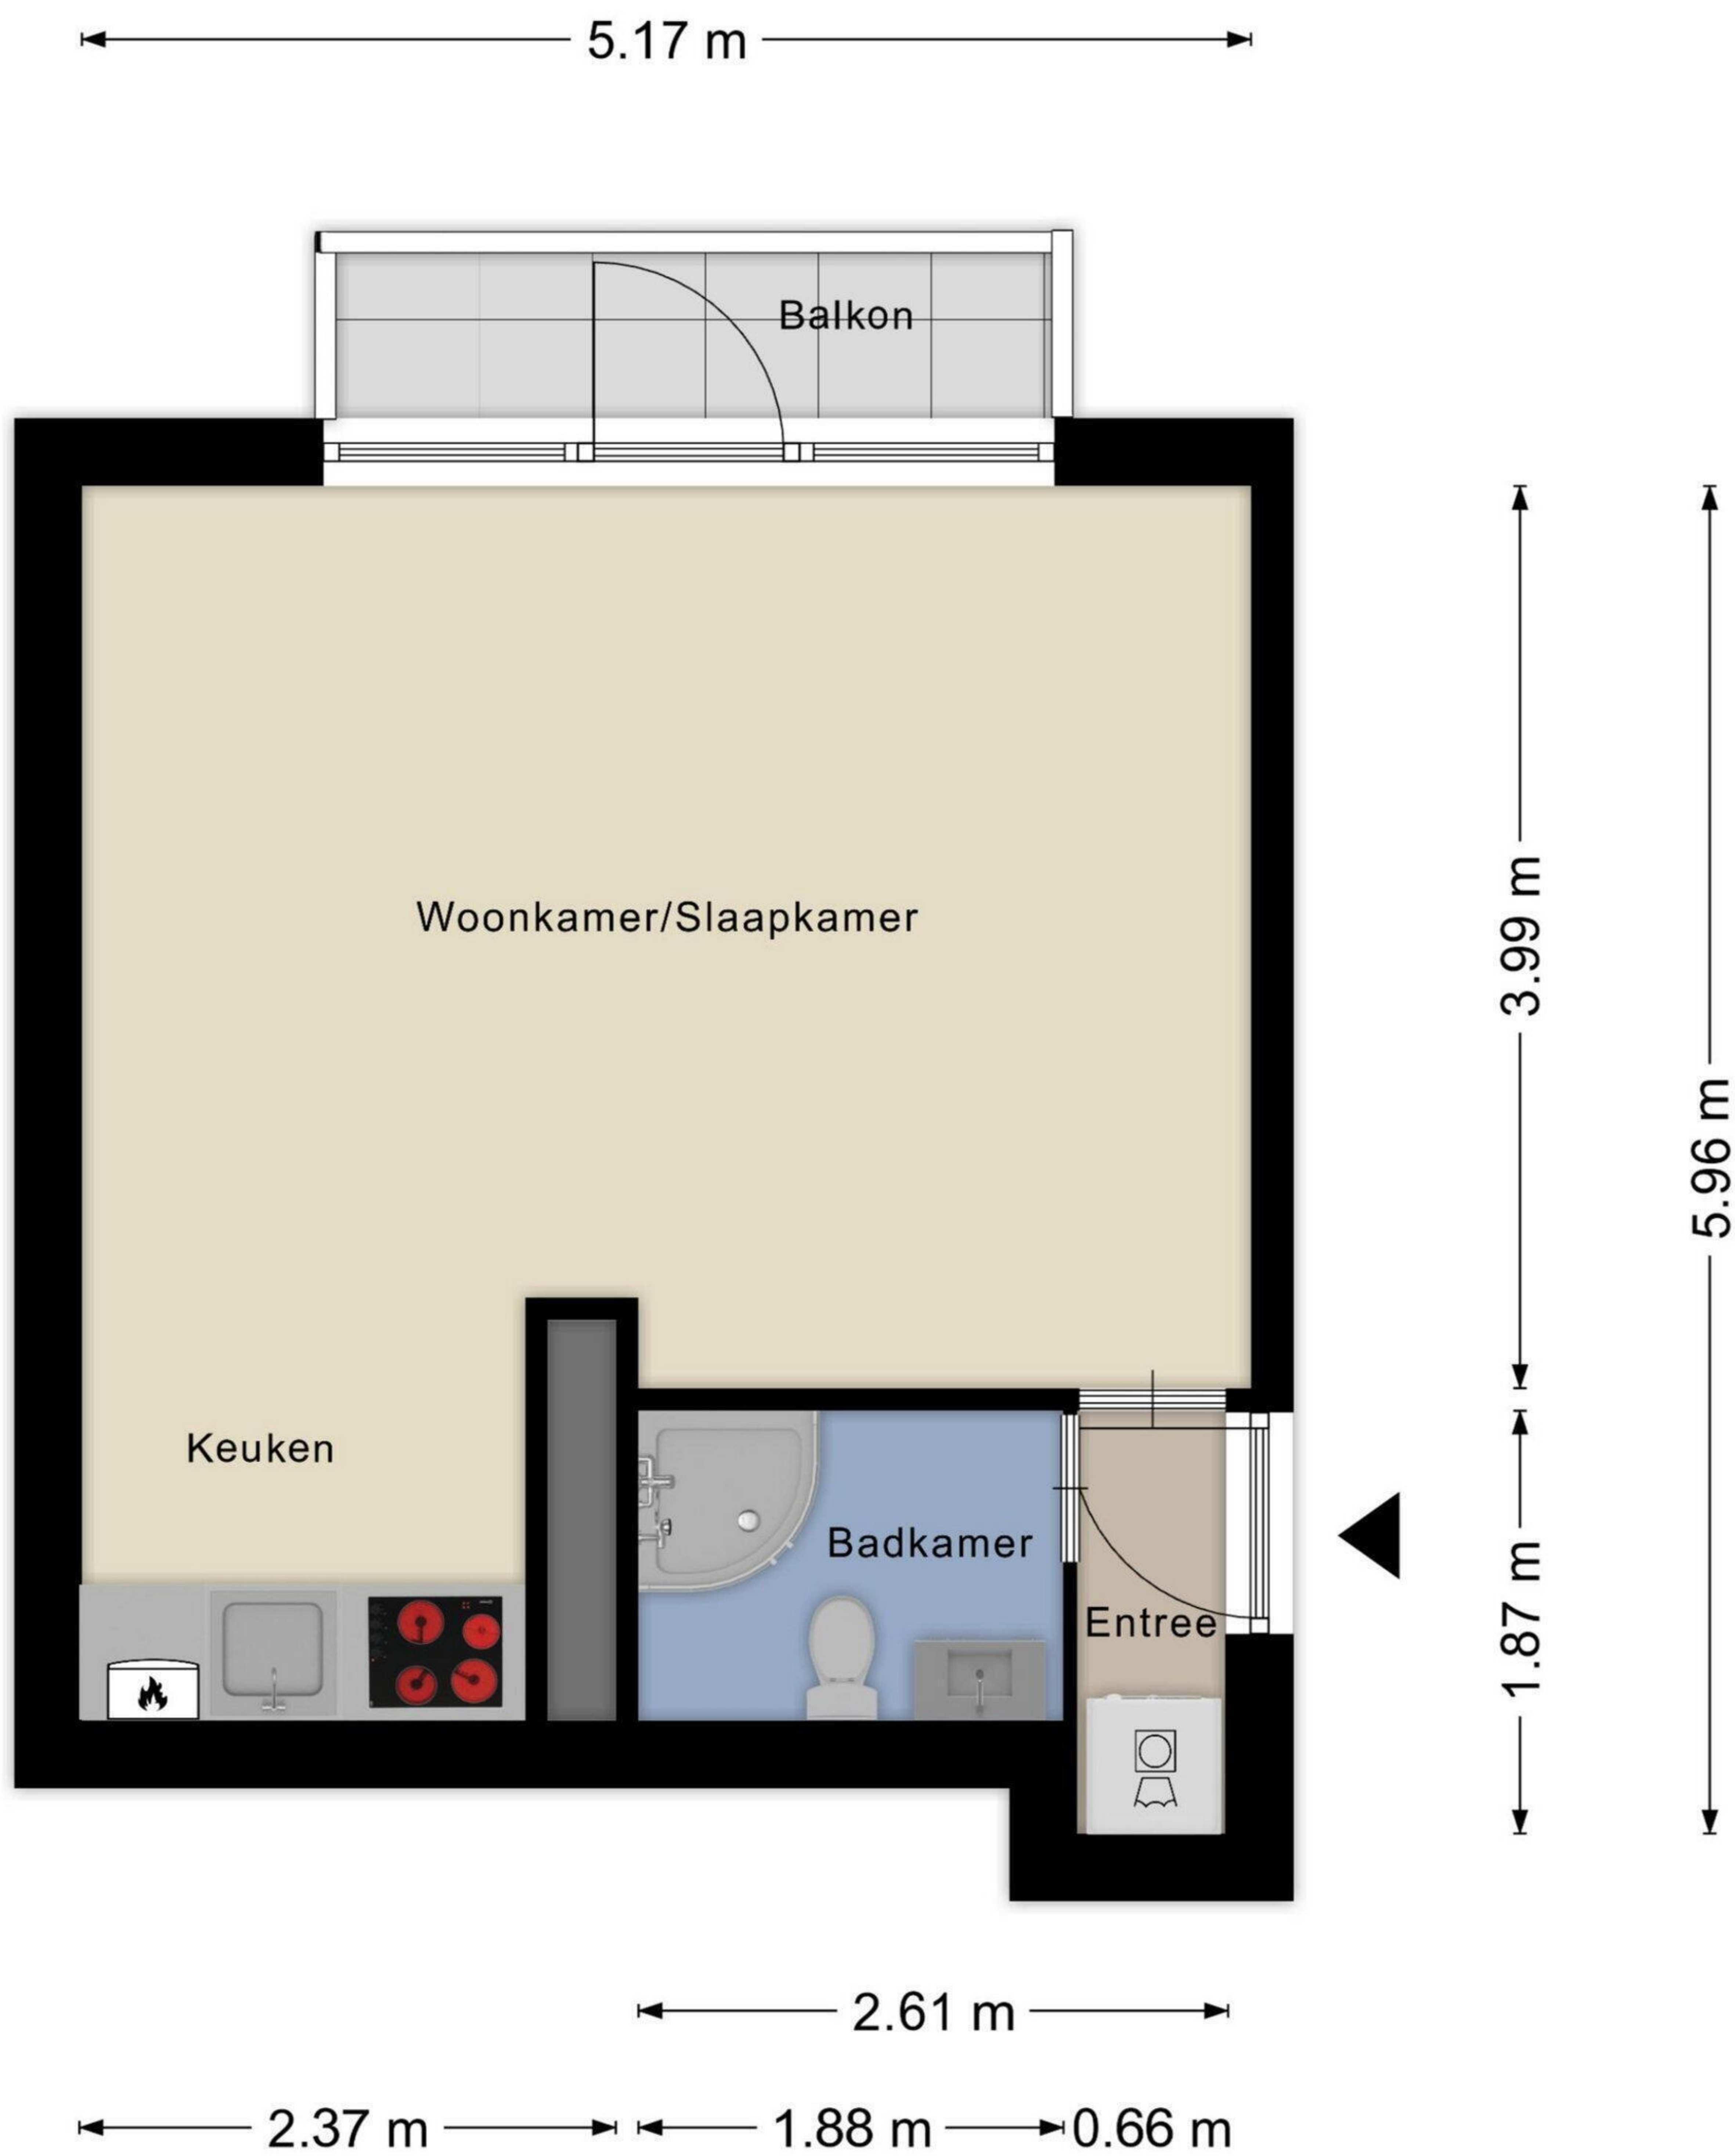 5.17 m
Balkon
Woonkamer/Slaapkamer
3.99 m
5.96 m
Keuken
Badkamer
Entree
1.87 m
2.61 m
2.37 m
1.88 m
0.66 m